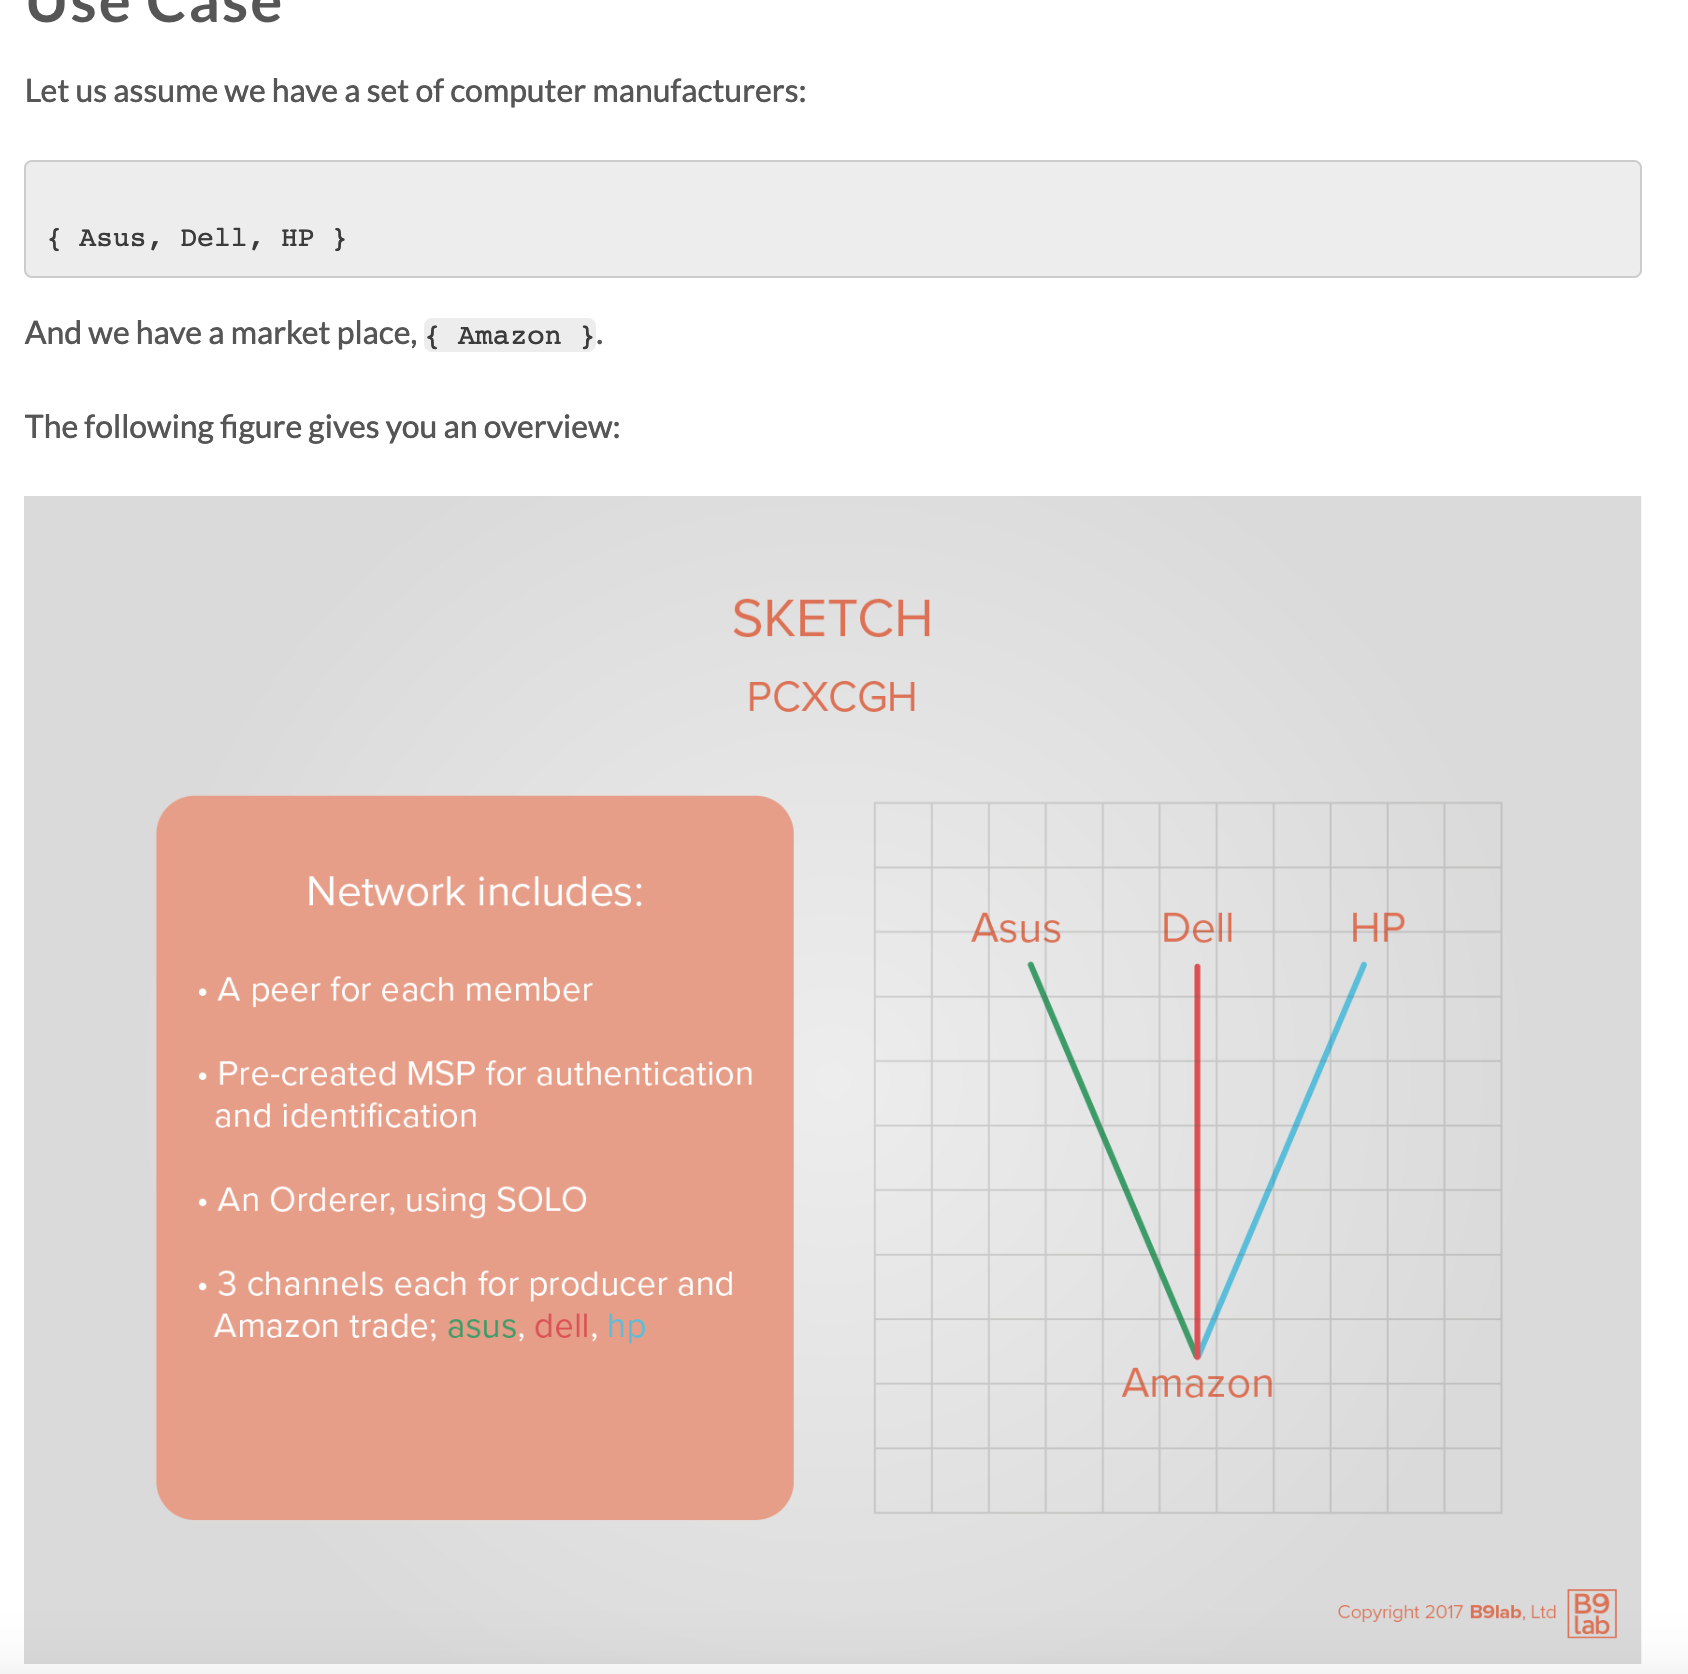 Use Case
Let us assume we have a set of computer manufacturers:
{ Asus, Dell, HP }
And we have a market place, { Amazon }.
The following figure gives you an overview:
SKETCH
PCXCGH
Network includes:
• A peer for each member
• Pre-created MSP for authentication
and identification
• An Orderer, using SOLO
• 3 channels each for producer and
Amazon trade; asus, dell, hp
Asus Dell HP
Amazon
Copyright 2017 B9lab, Ltd
B9
lab